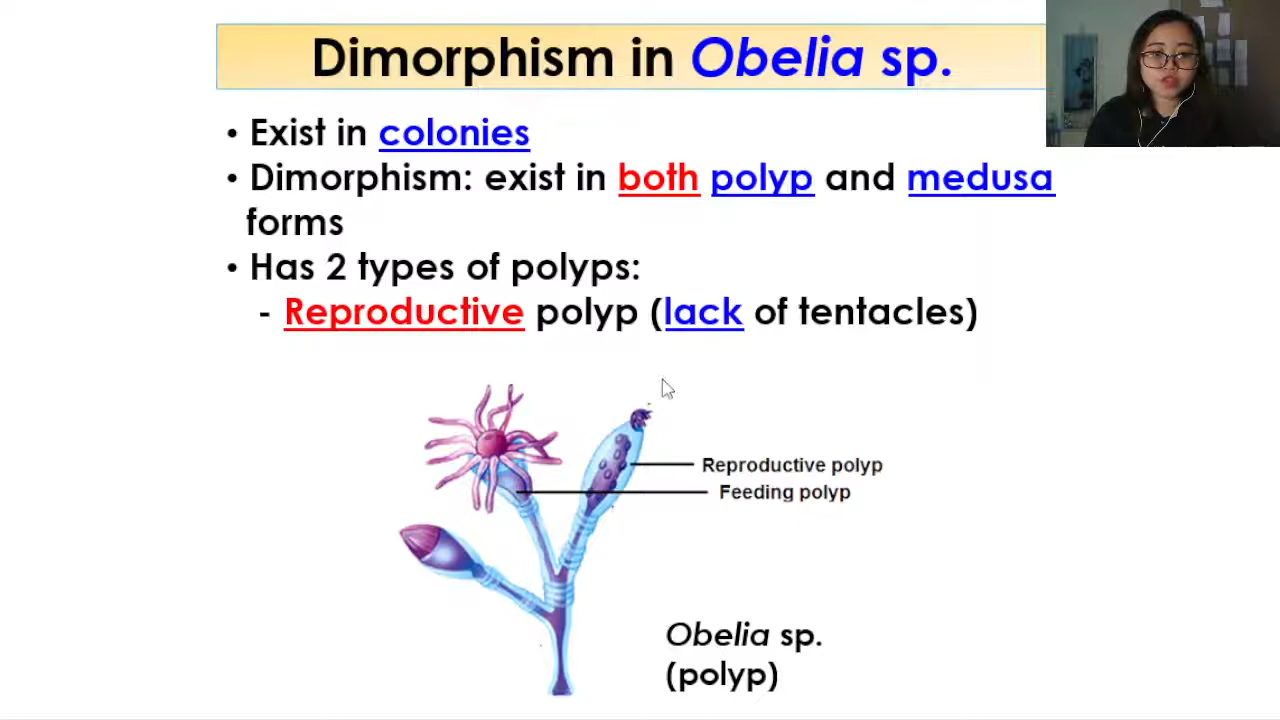 Dimorphism in Obelia sp.
• Exist in colonies
• Dimorphism: exist in both polyp and medusa
forms
• Has 2 types of polyps:
- Reproductive polyp (lack of tentacles)
Reproductive polyp
Feeding polyp
Obelia sp.
(polyp)